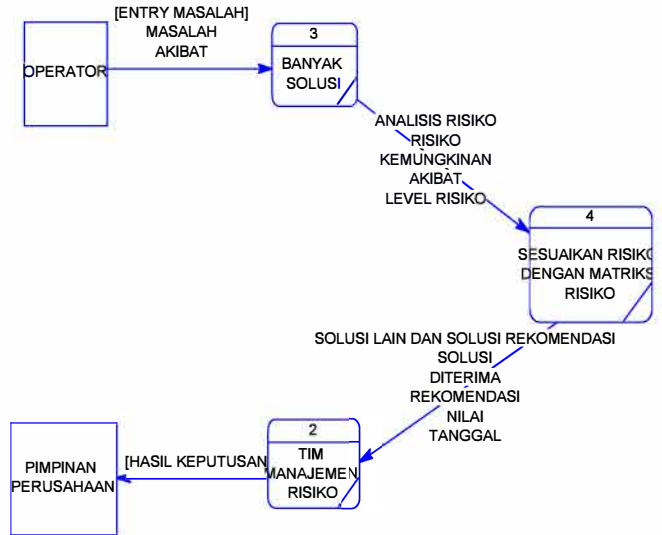 [ENTRY MASALAH]
MASALAH
AKIBAT
OPERATOR
3
BANYAK
SOLUSI
ANALISIS RISIKO
RISIKO
KEMUNGKINAN
AKIBAT
LEVEL RISIKO
4
SESUAIKAN RISIKO
DENGAN MATRIKS
RISIKO
SOLUSI LAIN DAN SOLUSI REKOMENDASI
SOLUSI
DITERIMA
REKOMENDASI
NILAI
TANGGAL
2
TIM
MANAJEMEN
RISIKO
[HASIL KEPUTUSAN
PIMPINAN
PERUSAHAAN